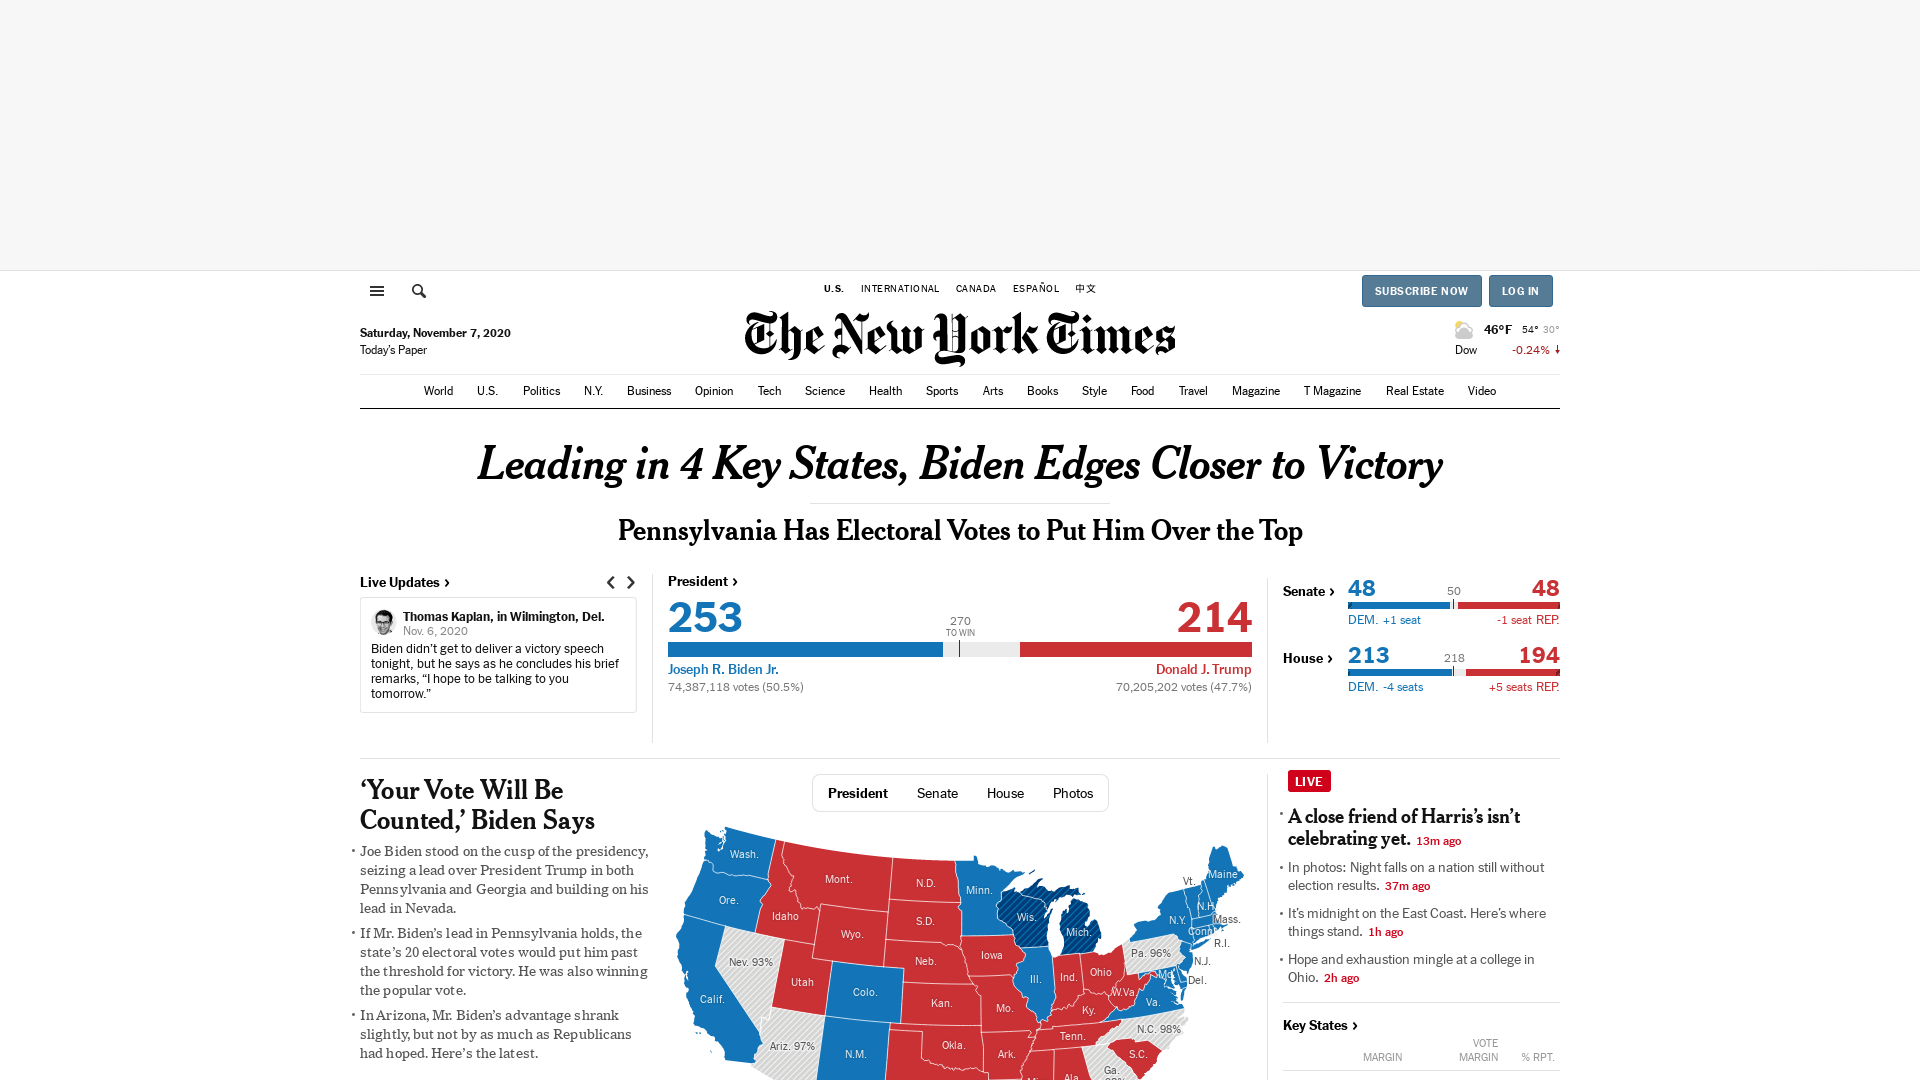 U.S. INTERNATIONAL CANADA ESPAÑOL 中文
SUBSCRIBE NOW LOG IN
Saturday, November 7, 2020
Today's Paper
The New York Times
46°F 54° 30°
Dow -0.24% ↓
World U.S. Politics N.Y. Business Opinion Tech Science Health Sports Arts Books Style Food Travel Magazine T Magazine Real Estate Video
Leading in 4 Key States, Biden Edges Closer to Victory
Pennsylvania Has Electoral Votes to Put Him Over the Top
Live Updates ›
Thomas Kaplan, in Wilmington, Del.
Nov. 6, 2020
Biden didn't get to deliver a victory speech
tonight, but he says as he concludes his brief
remarks, “I hope to be talking to you
tomorrow.”
President ›
253
270
TO WIN
214
Joseph R. Biden Jr.
Donald J. Trump
74,387,118 votes (50.5%)
70,205,202 votes (47.7%)
Senate ›
48 50 48
DEM. +1 seat -1 seat REP.
House ›
213 218 194
DEM. -4 seats +5 seats REP.
‘Your Vote Will Be
Counted,’ Biden Says
• Joe Biden stood on the cusp of the presidency,
seizing a lead over President Trump in both
Pennsylvania and Georgia and building on his
lead in Nevada.
• If Mr. Biden’s lead in Pennsylvania holds, the
state’s 20 electoral votes would put him past
the threshold for victory. He was also winning
the popular vote.
• In Arizona, Mr. Biden’s advantage shrank
slightly, but not by as much as Republicans
had hoped. Here’s the latest.
President Senate House Photos
Wash.
Mont.
N.D.
Minn.
Vt.
Maine
Ore.
Idaho
S.D.
Wis.
N.H.
N.Y.
Mass.
Wyo.
Mich.
Conn.
R.I.
Nev. 93%
Neb.
Iowa
Pa. 96%
N.J.
Utah
Colo.
Ill.
Ind.
Ohio
Md.
Del.
Calif.
Kan.
Mo.
W.Va.
Ky.
Va.
Ariz. 97%
N.M.
Okla.
Ark.
Tenn.
N.C. 98%
S.C.
Ala.
Ga.
LIVE
• A close friend of Harris’s isn’t
celebrating yet. 13m ago
• In photos: Night falls on a nation still without
election results. 37m ago
• It’s midnight on the East Coast. Here’s where
things stand. 1h ago
• Hope and exhaustion mingle at a college in
Ohio. 2h ago
Key States ›
VOTE
MARGIN MARGIN % RPT.